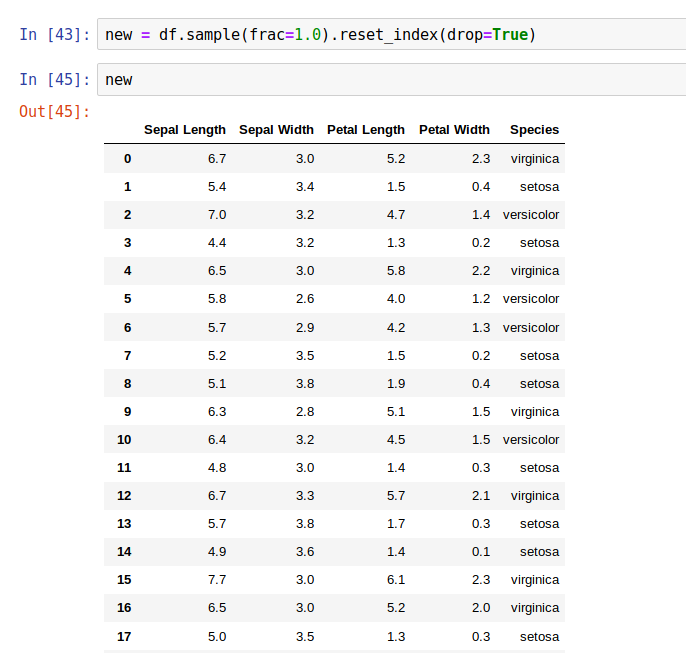 In [43]: new = df.sample(frac=1.0).reset_index(drop=True)
In [45]: new
Out[45]:
Sepal Length Sepal Width Petal Length Petal Width Species
0 6.7 3.0 5.2 2.3 virginica
1 5.4 3.4 1.5 0.4 setosa
2 7.0 3.2 4.7 1.4 versicolor
3 4.4 3.2 1.3 0.2 setosa
4 6.5 3.0 5.8 2.2 virginica
5 5.8 2.6 4.0 1.2 versicolor
6 5.7 2.9 4.2 1.3 versicolor
7 5.2 3.5 1.5 0.2 setosa
8 5.1 3.8 1.9 0.4 setosa
9 6.3 2.8 5.1 1.5 virginica
10 6.4 3.2 4.5 1.5 versicolor
11 4.8 3.0 1.4 0.3 setosa
12 6.7 3.3 5.7 2.1 virginica
13 5.7 3.8 1.7 0.3 setosa
14 4.9 3.6 1.4 0.1 setosa
15 7.7 3.0 6.1 2.3 virginica
16 6.5 3.0 5.2 2.0 virginica
17 5.0 3.5 1.3 0.3 setosa